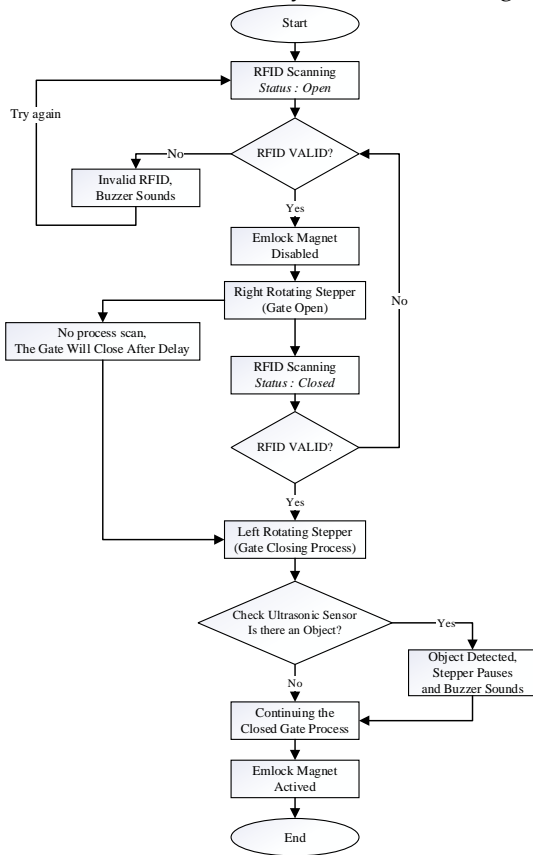 Start
RFID Scanning
Status : Open
Try again
RFID VALID?
No
Invalid RFID,
Buzzer Sounds
Yes
Emlock Magnet
Disabled
Right Rotating Stepper
(Gate Open)
No
No process scan,
The Gate Will Close After Delay
RFID Scanning
Status : Closed
RFID VALID?
Yes
Left Rotating Stepper
(Gate Closing Process)
Check Ultrasonic Sensor
Is there an Object?
Yes
Object Detected,
Stepper Pauses
and Buzzer Sounds
No
Continuing the
Closed Gate Process
Emlock Magnet
Actived
End